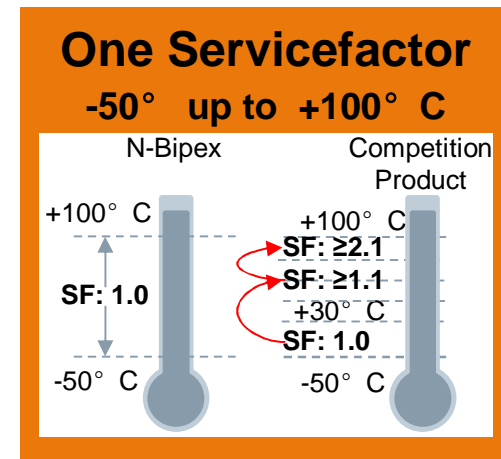 One Servicefactor
-50° up to +100° C
N-Bipex
+100° C
SF: 1.0
-50° C
Competition
Product
+100° C
SF: ≥2.1
SF: ≥1.1
+30° C
SF: 1.0
-50° C